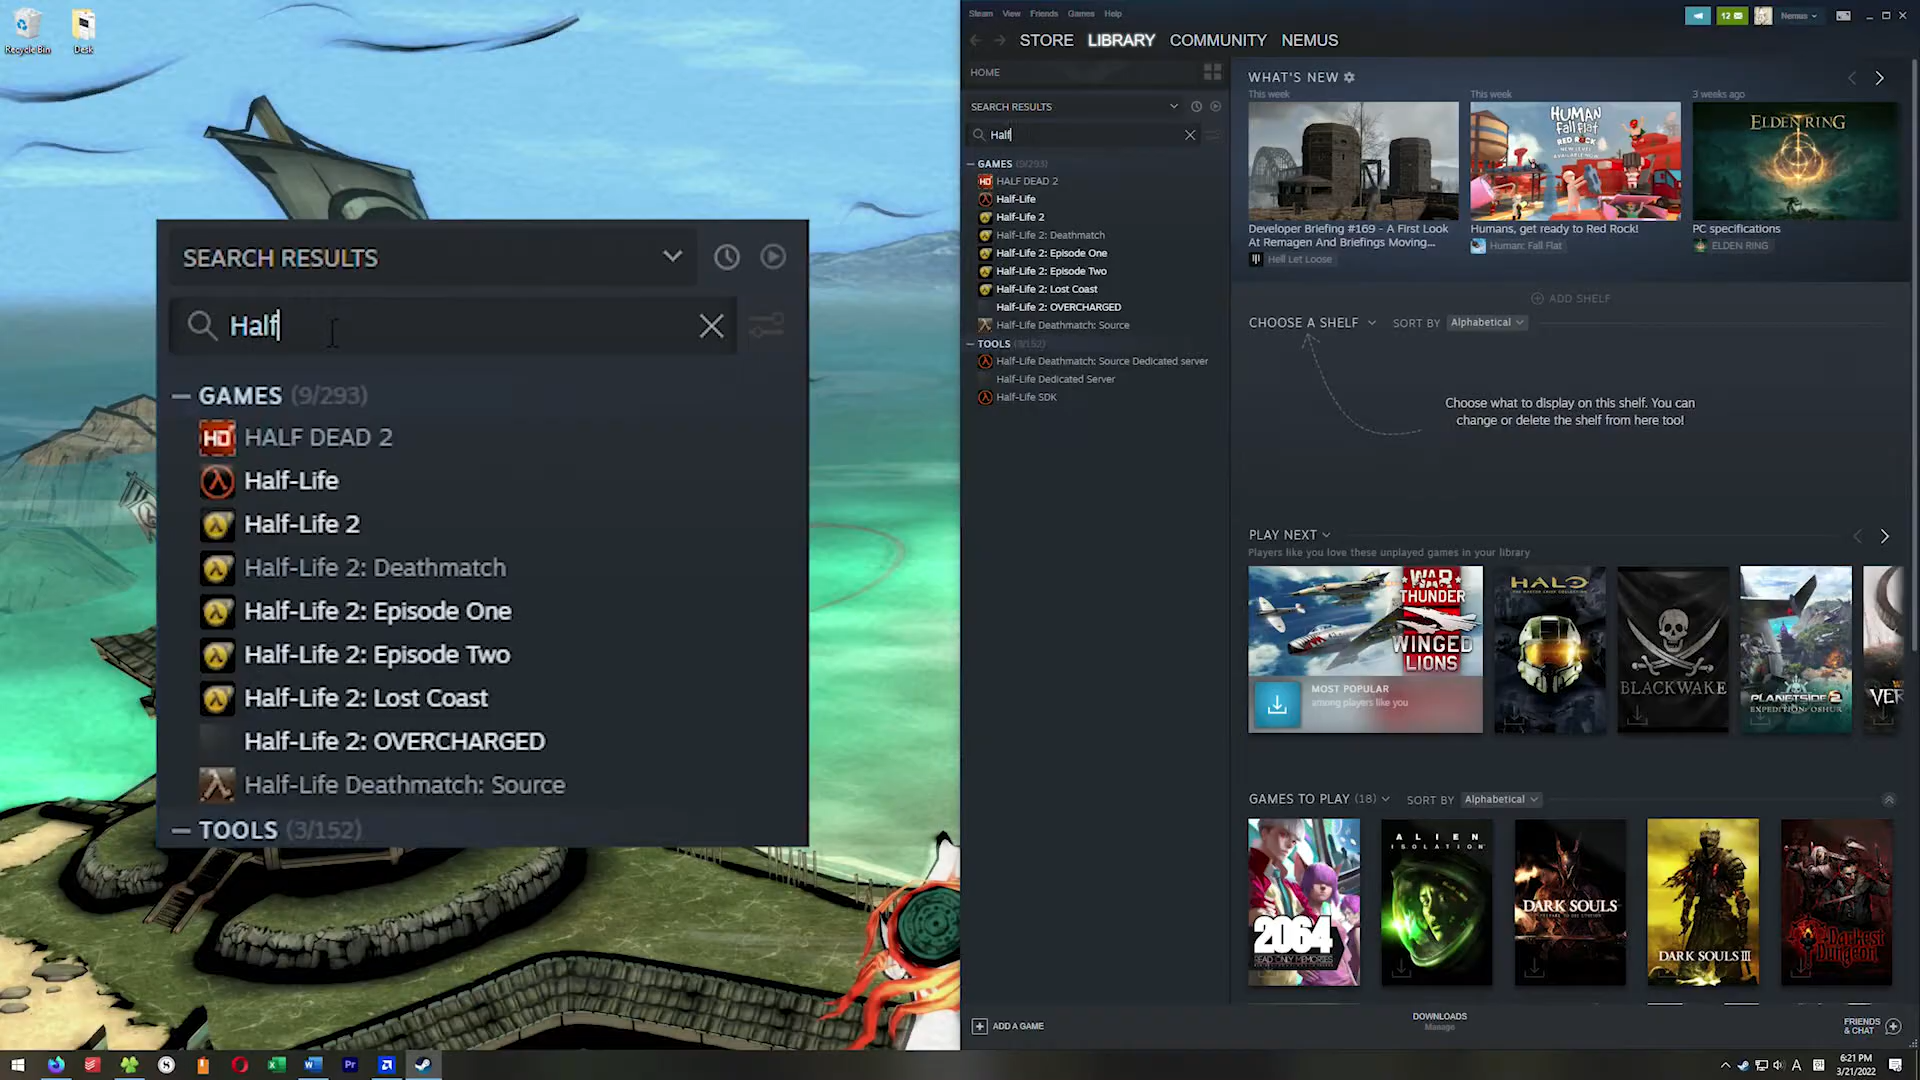 Recycle Bin
Desk
SEARCH RESULTS
Half
GAMES (9/293)
HALF DEAD 2
Half-Life
Half-Life 2
Half-Life 2: Deathmatch
Half-Life 2: Episode One
Half-Life 2: Episode Two
Half-Life 2: Lost Coast
Half-Life 2: OVERCHARGED
Half-Life Deathmatch: Source
TOOLS (3/152)
Steam View Friends Games Help
12
Nemus
STORE LIBRARY COMMUNITY NEMUS
HOME
SEARCH RESULTS
Half
GAMES (9/293)
HALF DEAD 2
Half-Life
Half-Life 2
Half-Life 2: Deathmatch
Half-Life 2: Episode One
Half-Life 2: Episode Two
Half-Life 2: Lost Coast
Half-Life 2: OVERCHARGED
Half-Life Deathmatch: Source
TOOLS (3/152)
Half-Life Deathmatch: Source Dedicated server
Half-Life Dedicated Server
Half-Life SDK
WHAT'S NEW
This week
Developer Briefing #169 - A First Look
At Remagen And Briefings Moving...
Hell Let Loose
This week
HUMAN
Fall Flat
RED ROCK
Humans, get ready to Red Rock!
Human: Fall Flat
3 weeks ago
ELDEN RING
PC specifications
ELDEN RING
ADD SHELF
CHOOSE A SHELF SORT BY Alphabetical
Choose what to display on this shelf. You can
change or delete the shelf from here too!
PLAY NEXT
Players like you love these unplayed games in your library
WAR
THUNDER
WINGED
LIONS
MOST POPULAR
among players like you
HALO
BLACKWAKE
PLANETSIDE 2
EXPEDITION: OSHUR
VER
GAMES TO PLAY (18) SORT BY Alphabetical
2064
READ ONLY MEMORIES
ALIEN
ISOLATION
DARK SOULS
PREPARE TO DIE EDITION
DARK SOULS III
Darkest
Dungeon
ADD A GAME
DOWNLOADS
Manage
FRIENDS
& CHAT
Pr
A
6:21 PM
3/21/2022